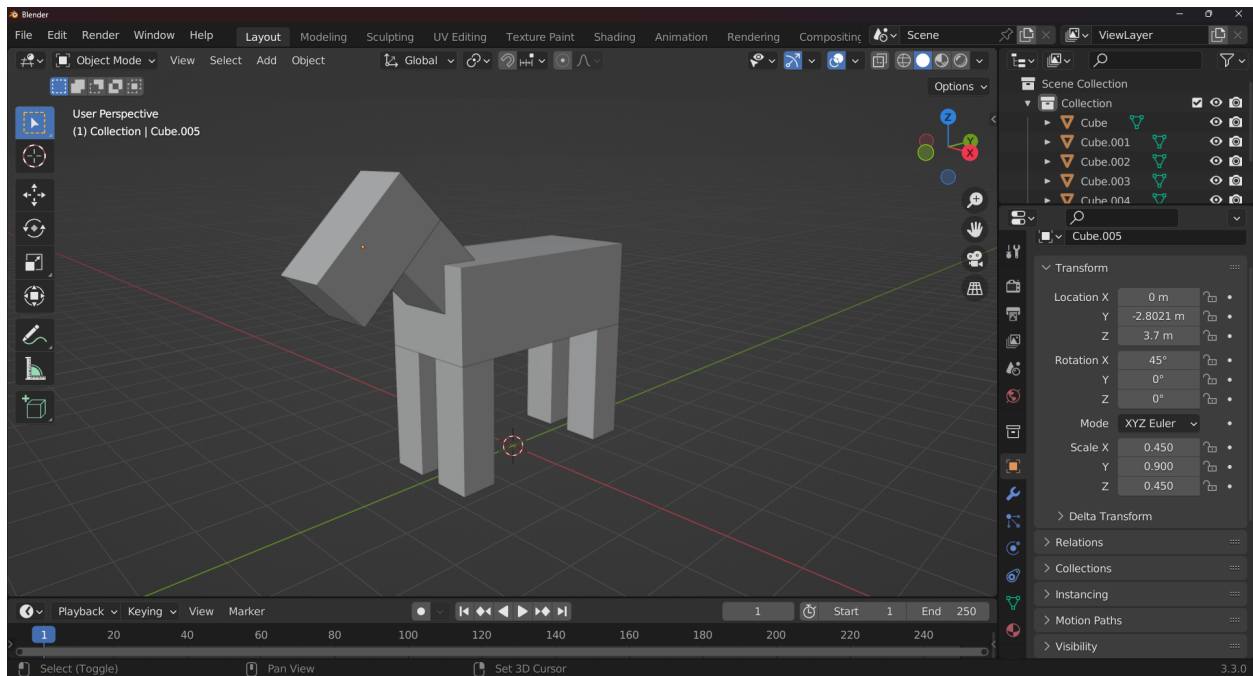 Blender
File Edit Render Window Help Layout Modeling Sculpting UV Editing Texture Paint Shading Animation Rendering Compositing Scene ViewLayer
Object Mode View Select Add Object Global
Options
User Perspective
(1) Collection | Cube.005
Z
Y
X
Scene Collection
Collection
Cube
Cube.001
Cube.002
Cube.003
Cube.004
Cube.005
Transform
Location X 0 m
Y -2.8021 m
Z 3.7 m
Rotation X 45°
Y 0°
Z 0°
Mode XYZ Euler
Scale X 0.450
Y 0.900
Z 0.450
Delta Transform
Relations
Collections
Instancing
Motion Paths
Visibility
Playback Keying View Marker 1 Start 1 End 250
1 20 40 60 80 100 120 140 160 180 200 220 240
Select (Toggle) Pan View Set 3D Cursor 3.3.0